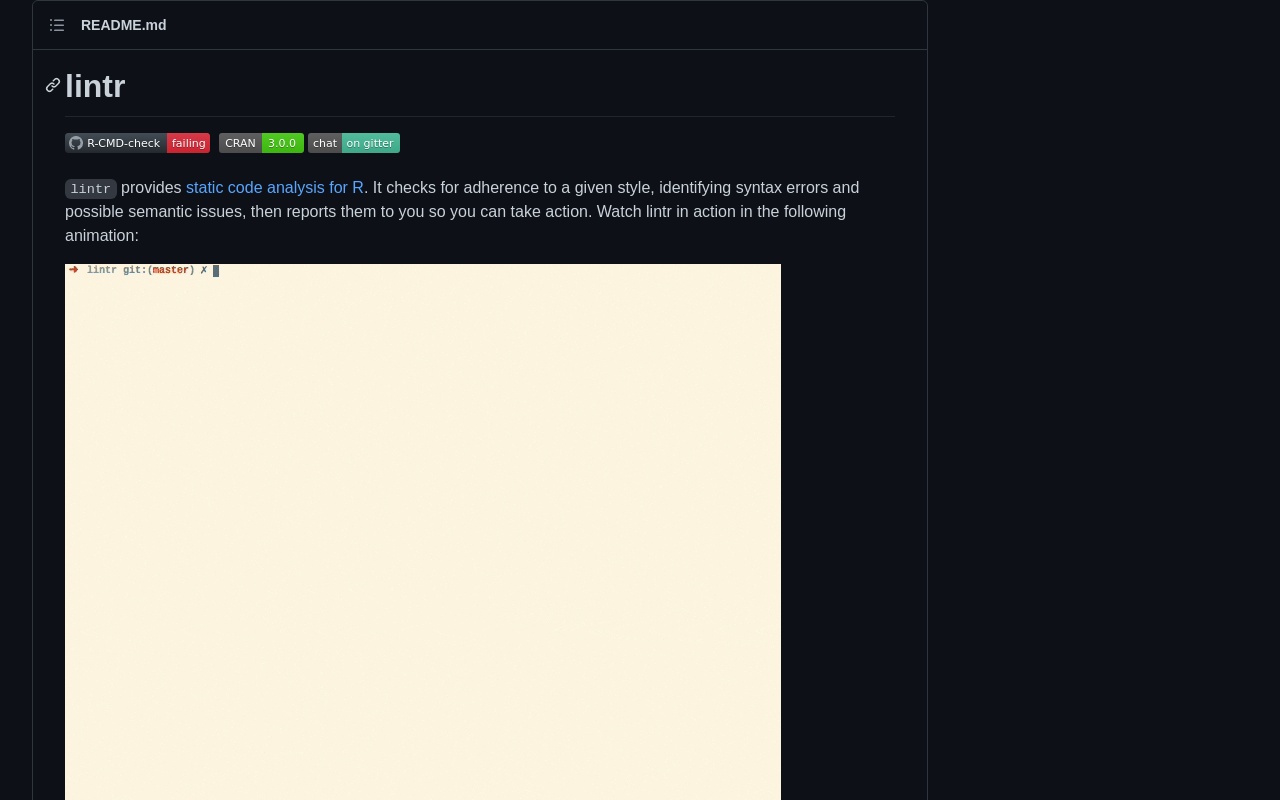 README.md
lintr
R-CMD-check failing CRAN 3.0.0 chat on gitter
lintr provides static code analysis for R. It checks for adherence to a given style, identifying syntax errors and
possible semantic issues, then reports them to you so you can take action. Watch lintr in action in the following
animation:
➜ lintr git:(master) ✗